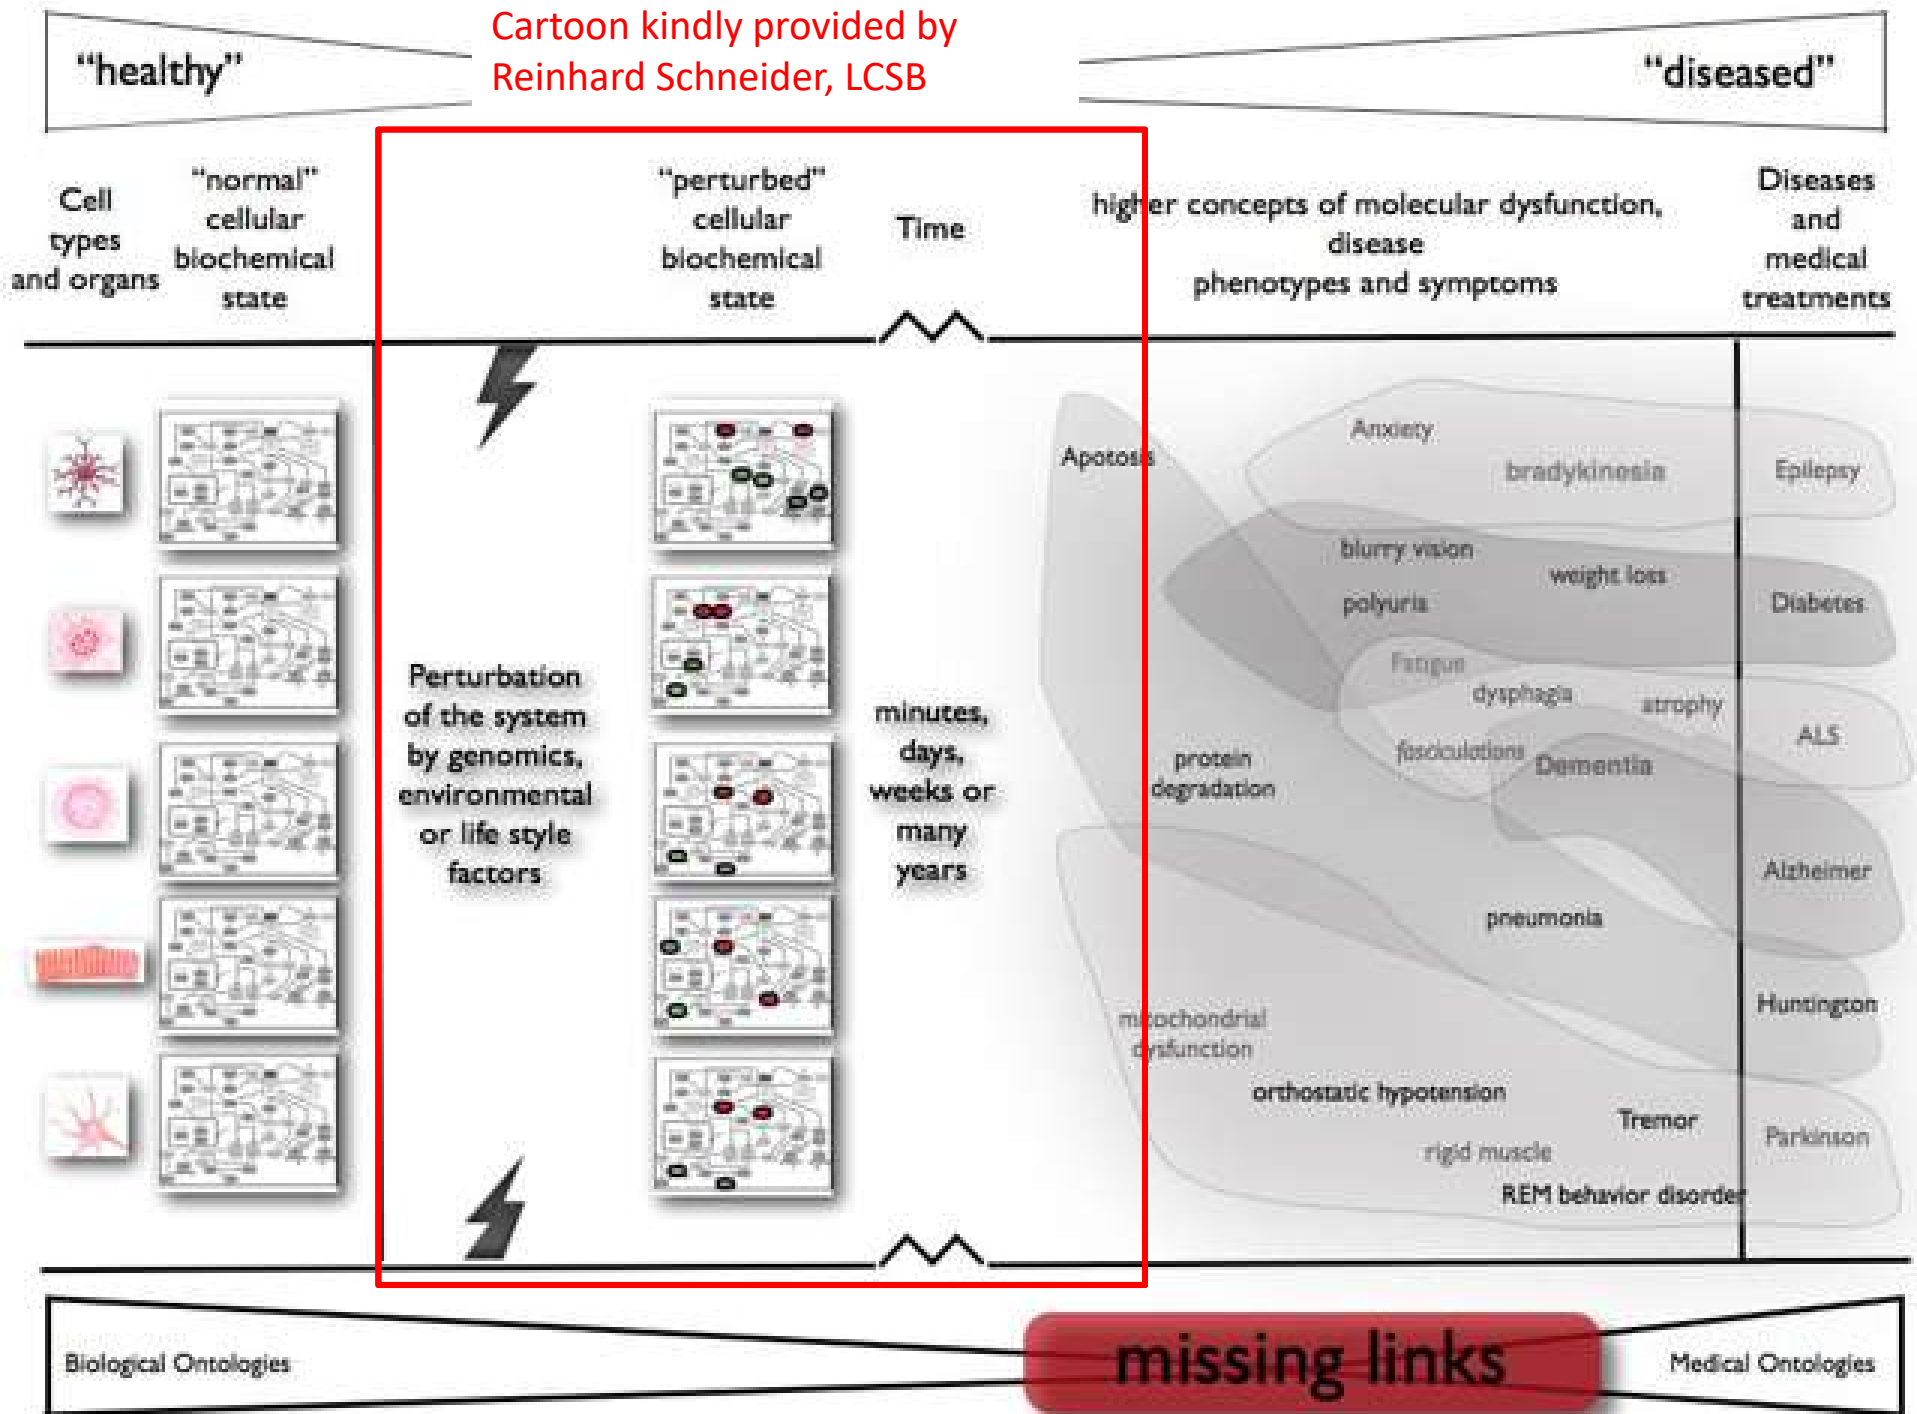 Cartoon kindly provided by
Reinhard Schneider, LCSB
“healthy”
“diseased”
Cell
types
and organs
“normal”
cellular
biochemical
state
“perturbed”
cellular
biochemical
state
Time
higher concepts of molecular dysfunction,
disease
phenotypes and symptoms
Diseases
and
medical
treatments
Perturbation
of the system
by genomics,
environmental
or life style
factors
minutes,
days,
weeks or
many
years
Apotosis
Anxiety
bradykinesia
Epilepsy
blurry vision
weight loss
polyuris
Diabetes
Fatigue
dysphagia
atrophy
fasciculations
ALS
Dementia
protein
degradation
Alzheimer
pneumonia
Huntington
mitochondrial
dysfunction
orthostatic hypotension
Tremor
rigid muscle
Parkinson
REM behavior disorder
Biological Ontologies
missing links
Medical Ontologies